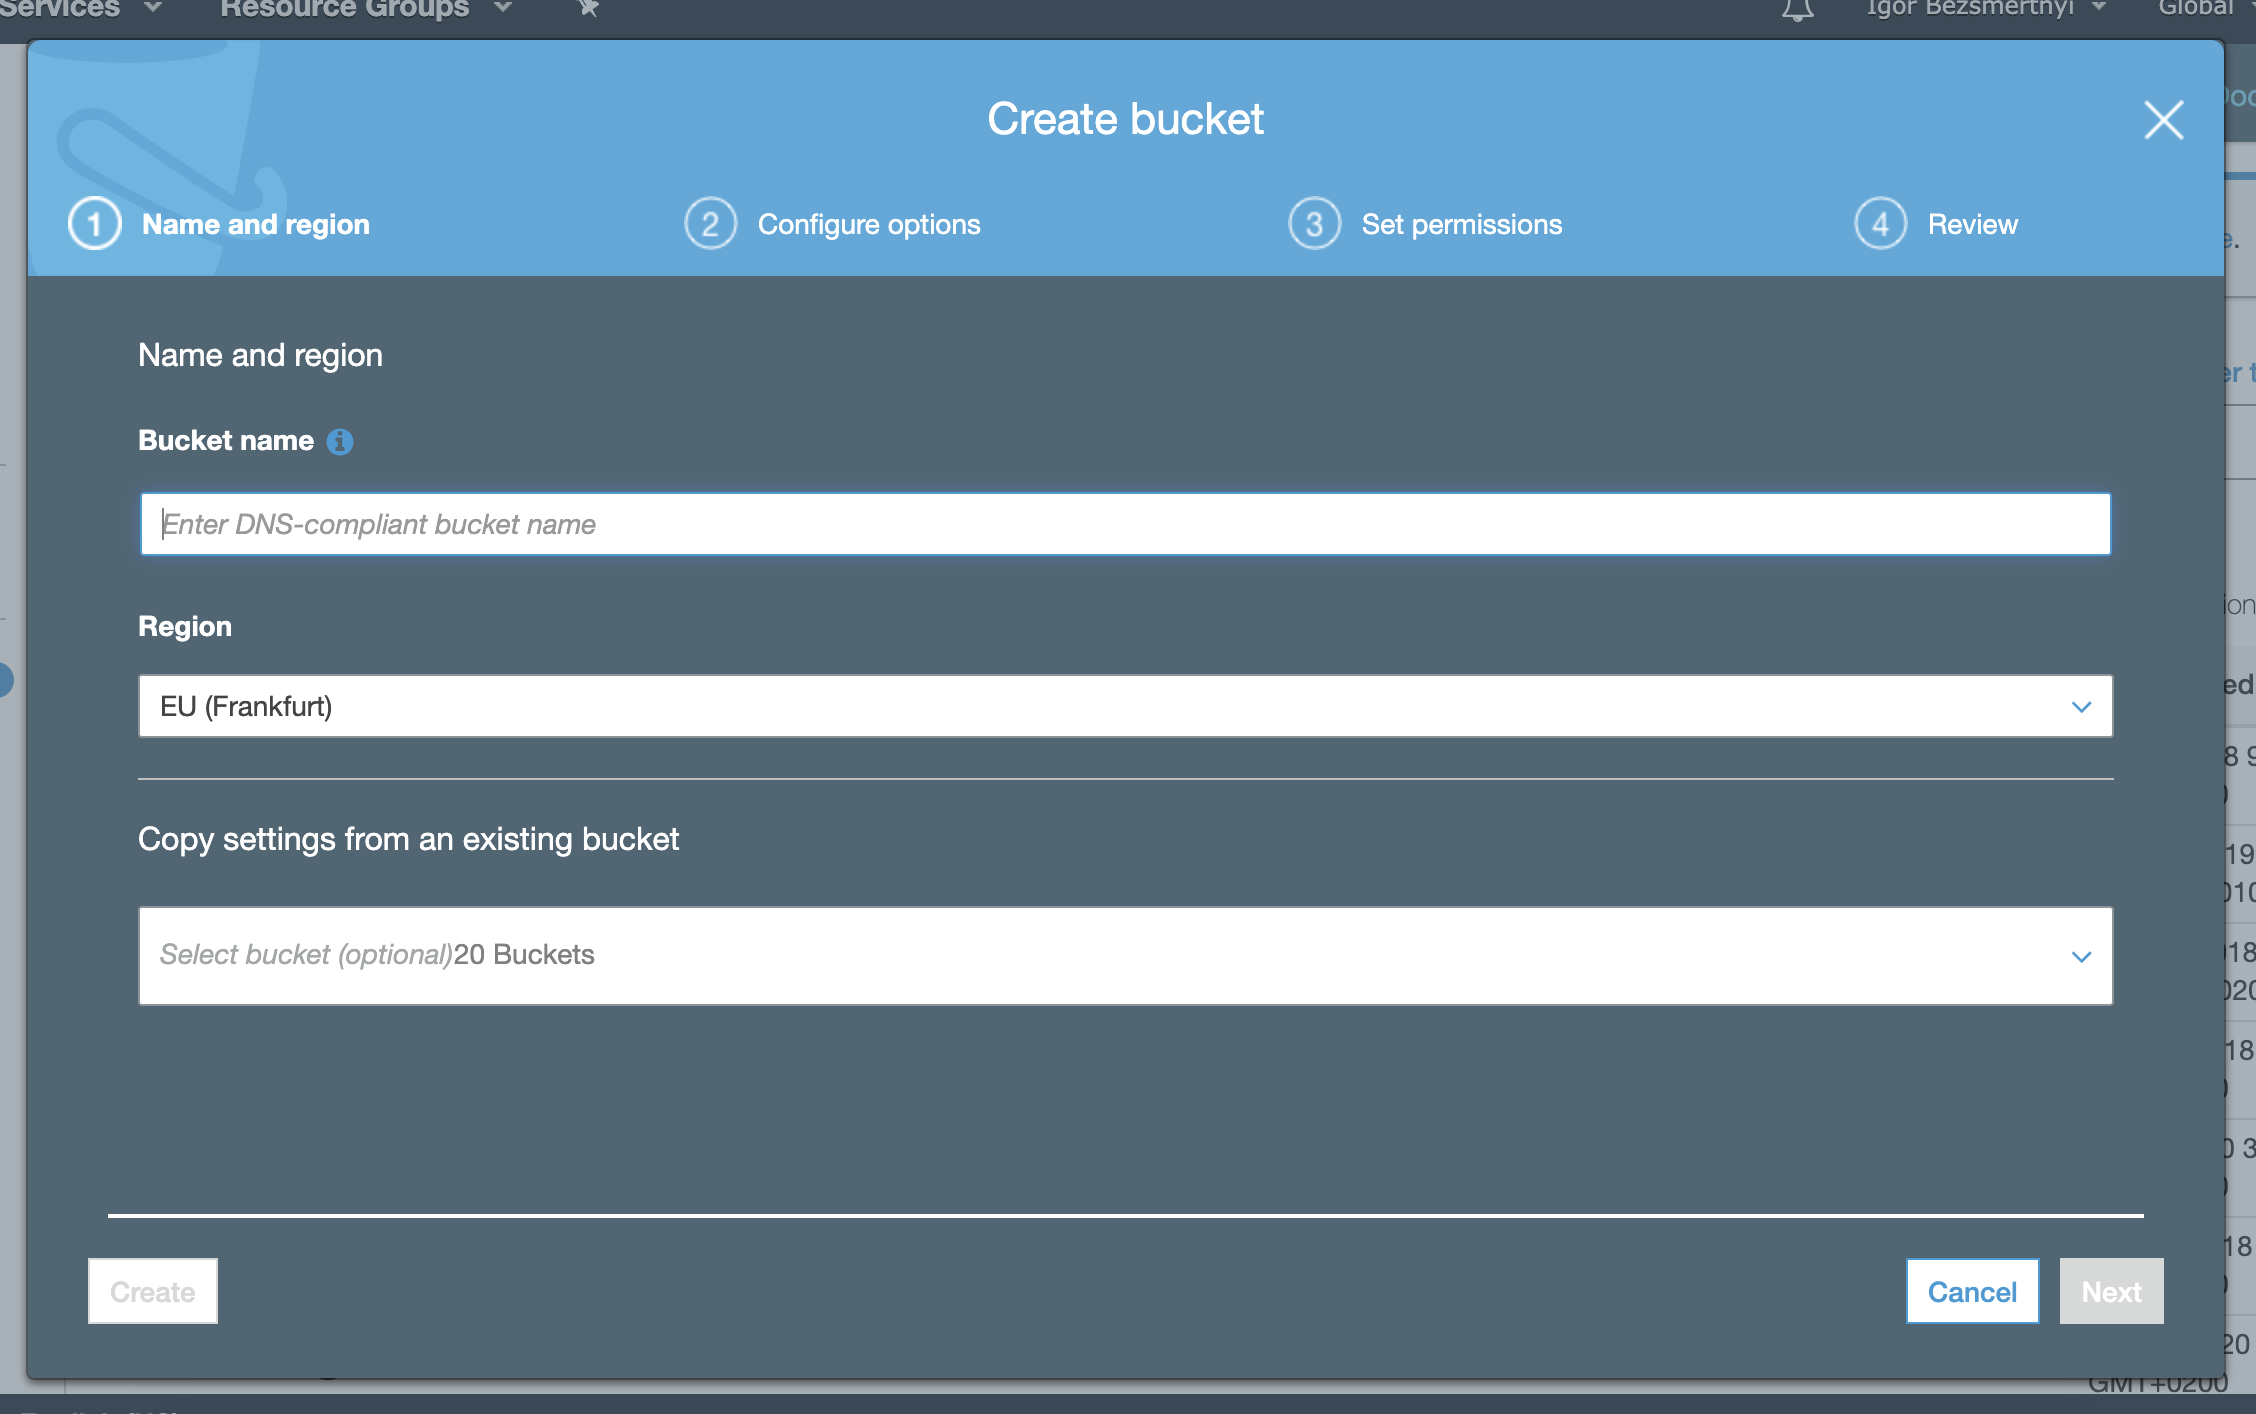 Services Resource Groups Igor Bezsmertnyi Global
Create bucket
1 Name and region 2 Configure options 3 Set permissions 4 Review
Name and region
Bucket name
Enter DNS-compliant bucket name
Region
EU (Frankfurt)
Copy settings from an existing bucket
Select bucket (optional)20 Buckets
Create Cancel Next
GMT+0200